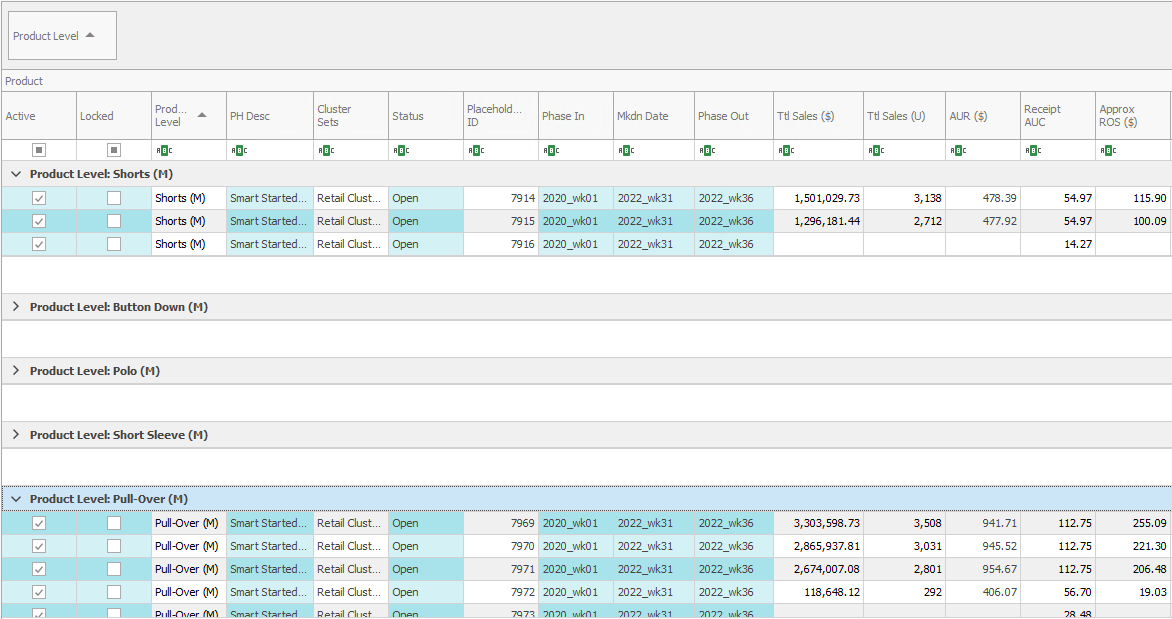 Product Level
Product
Active Locked Prod... Level PH Desc Cluster Sets Status Placehold... ID Phase In Mkdn Date Phase Out Ttl Sales ($) Ttl Sales (U) AUR ($) Receipt AUC Approx ROS ($)
ABC ABC ABC ABC ABC ABC ABC ABC ABC ABC ABC ABC ABC
Product Level: Shorts (M)
Shorts (M) Smart Started... Retail Clust... Open 7914 2020_wk01 2022_wk31 2022_wk36 1,501,029.73 3,138 478.39 54.97 115.90
Shorts (M) Smart Started... Retail Clust... Open 7915 2020_wk01 2022_wk31 2022_wk36 1,296,181.44 2,712 477.92 54.97 100.09
Shorts (M) Smart Started... Retail Clust... Open 7916 2020_wk01 2022_wk31 2022_wk36 14.27
Product Level: Button Down (M)
Product Level: Polo (M)
Product Level: Short Sleeve (M)
Product Level: Pull-Over (M)
Pull-Over (M) Smart Started... Retail Clust... Open 7969 2020_wk01 2022_wk31 2022_wk36 3,303,598.73 3,508 941.71 112.75 255.09
Pull-Over (M) Smart Started... Retail Clust... Open 7970 2020_wk01 2022_wk31 2022_wk36 2,865,937.81 3,031 945.52 112.75 221.30
Pull-Over (M) Smart Started... Retail Clust... Open 7971 2020_wk01 2022_wk31 2022_wk36 2,674,007.08 2,801 954.67 112.75 206.48
Pull-Over (M) Smart Started... Retail Clust... Open 7972 2020_wk01 2022_wk31 2022_wk36 118,648.12 292 406.07 56.70 19.03
Pull-Over (M) Smart Started... Retail Clust... Open 7973 2020_wk01 2022_wk31 2022_wk36 28.48